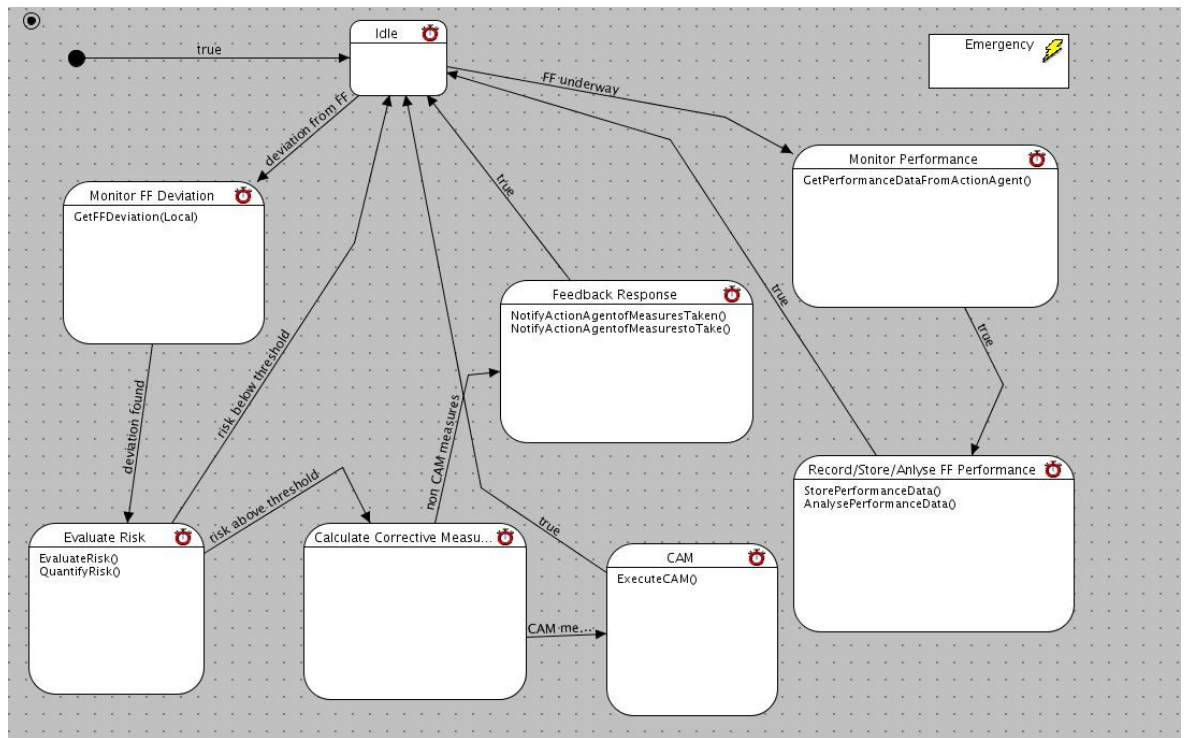 Idle
Emergency
true
FF underway
deviation from FF
Monitor Performance
GetPerformanceDataFromActionAgent()
Monitor FF Deviation
GetFFDeviation(Local)
true
Feedback Response
NotifyActionAgentofMeasuresTaken()
NotifyActionAgentofMeasurestoTake()
true
true
risk below threshold
deviation found
non CAM measures
risk above threshold
Record/Store/Anlyse FF Performance
StorePerformanceData()
AnalysePerformanceData()
Evaluate Risk
EvaluateRisk()
QuantifyRisk()
Calculate Corrective Measu...
true
CAM
ExecuteCAM()
CAM me...